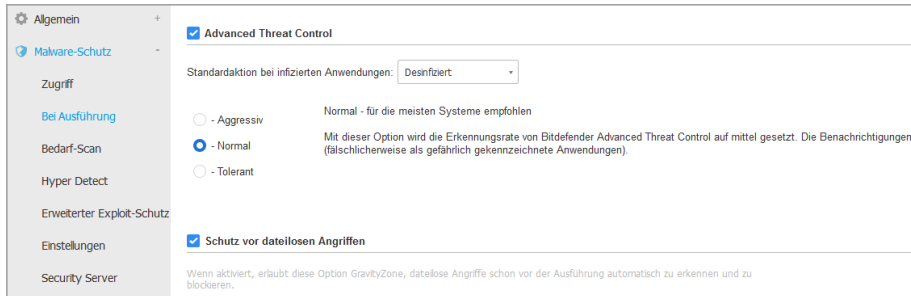 Allgemein +
Malware-Schutz -
Zugriff
Bei Ausführung
Bedarf-Scan
Hyper Detect
Erweiterter Exploit-Schutz
Einstellungen
Security Server
Advanced Threat Control
Standardaktion bei infizierten Anwendungen: Desinfiziert
- Aggressiv
- Normal
- Tolerant
Normal - für die meisten Systeme empfohlen
Mit dieser Option wird die Erkennungsrate von Bitdefender Advanced Threat Control auf mittel gesetzt. Die Benachrichtigungen
(fälschlicherweise als gefährlich gekennzeichnete Anwendungen).
Schutz vor dateilosen Angriffen
Wenn aktiviert, erlaubt diese Option GravityZone, dateilose Angriffe schon vor der Ausführung automatisch zu erkennen und zu
blockieren.